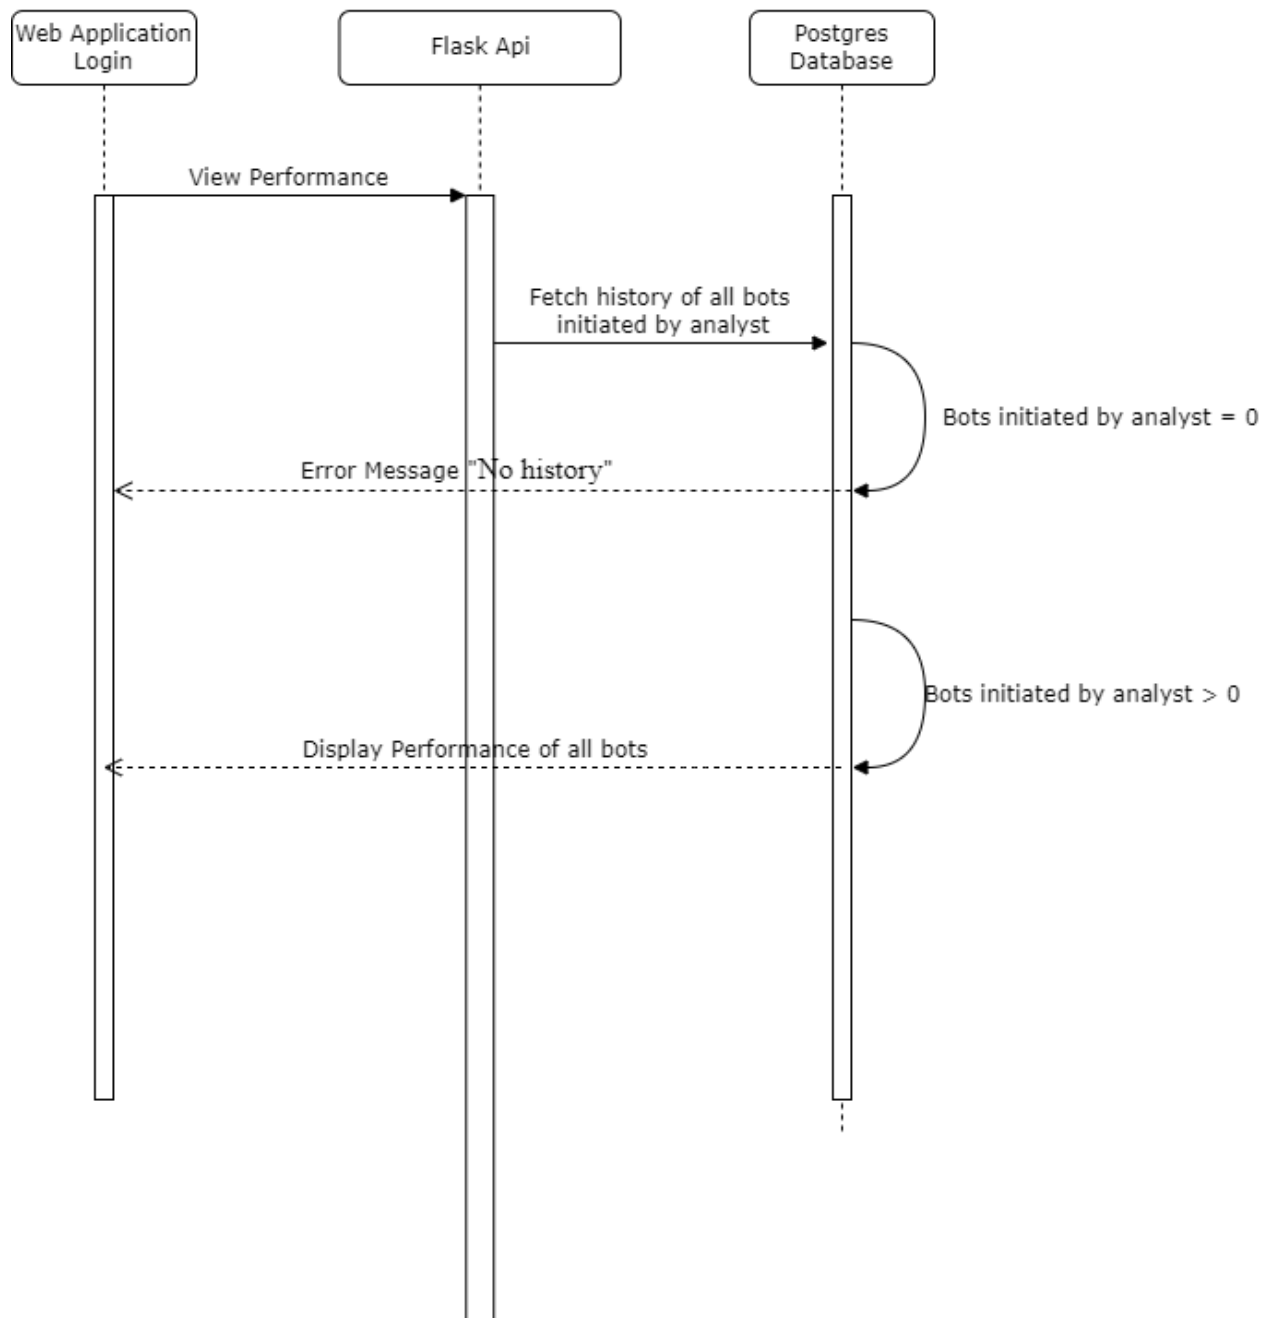 Web Application
Login
Flask Api
Postgres
Database
View Performance
Fetch history of all bots
initiated by analyst
Bots initiated by analyst = 0
Error Message "No history"
Bots initiated by analyst > 0
Display Performance of all bots